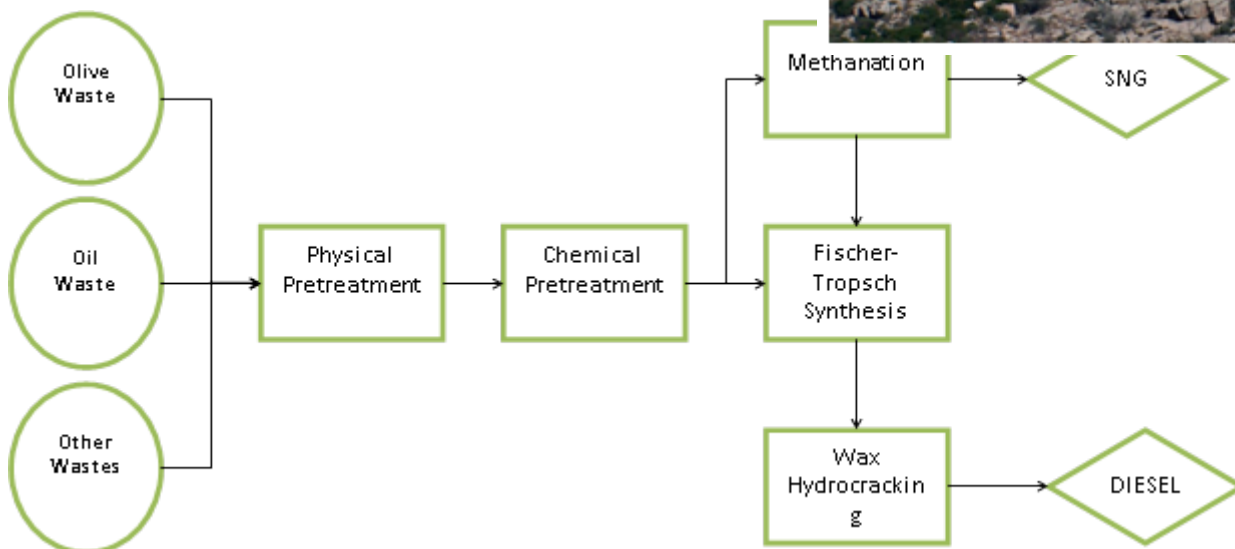 Olive
Waste
Methanation
SNG
Oil
Waste
Physical
Pretreatment
Chemical
Pretreatment
Fischer-
Tropsch
Synthesis
Other
Wastes
Wax
Hydrocrackin
g
DIESEL